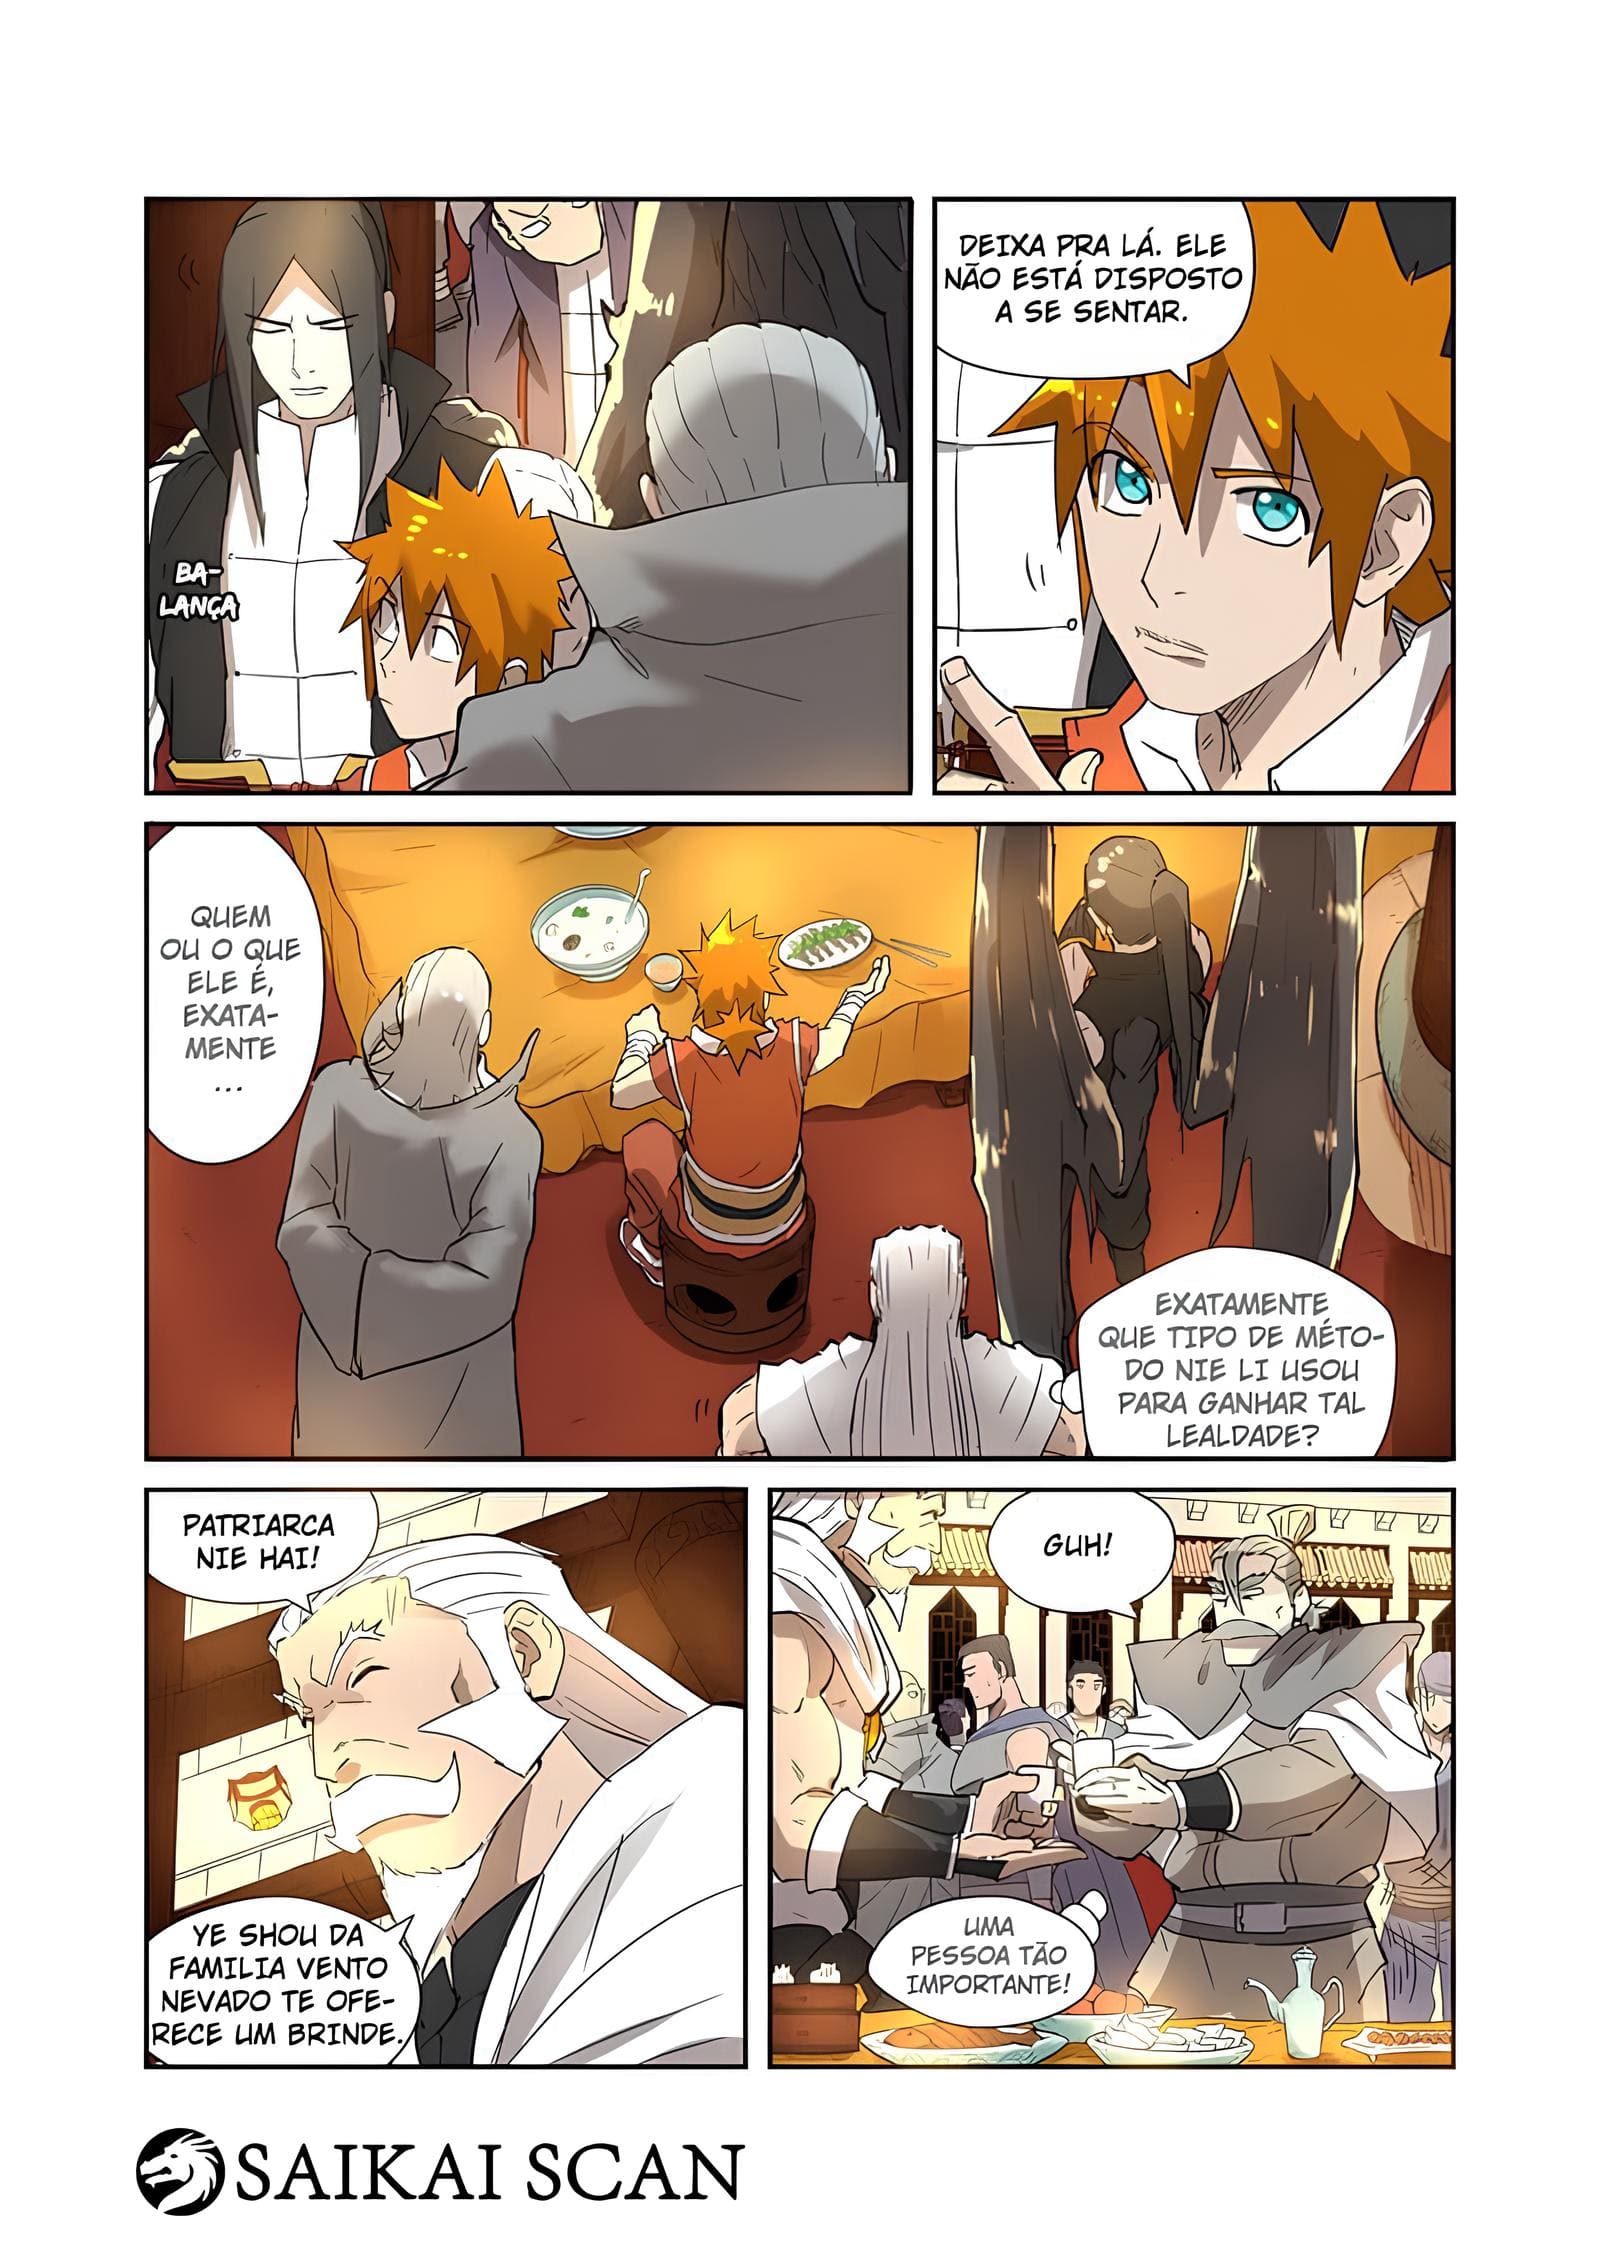 BA-
LANÇA
DEIXA PRA LÁ. ELE
NÃO ESTÁ DISPOSTO
A SE SENTAR.
QUEM
OU O QUE
ELE É,
EXATA-
MENTE
...
EXATAMENTE
QUE TIPO DE MÉTO-
DO NIE LI USOU
PARA GANHAR TAL
LEALDADE?
PATRIARCA
NIE HAI!
YE SHOU DA
FAMILIA VENTO
NEVADO TE OFE-
RECE UM BRINDE.
GUH!
UMA
PESSOA TÃO
IMPORTANTE!
SAIKAI SCAN